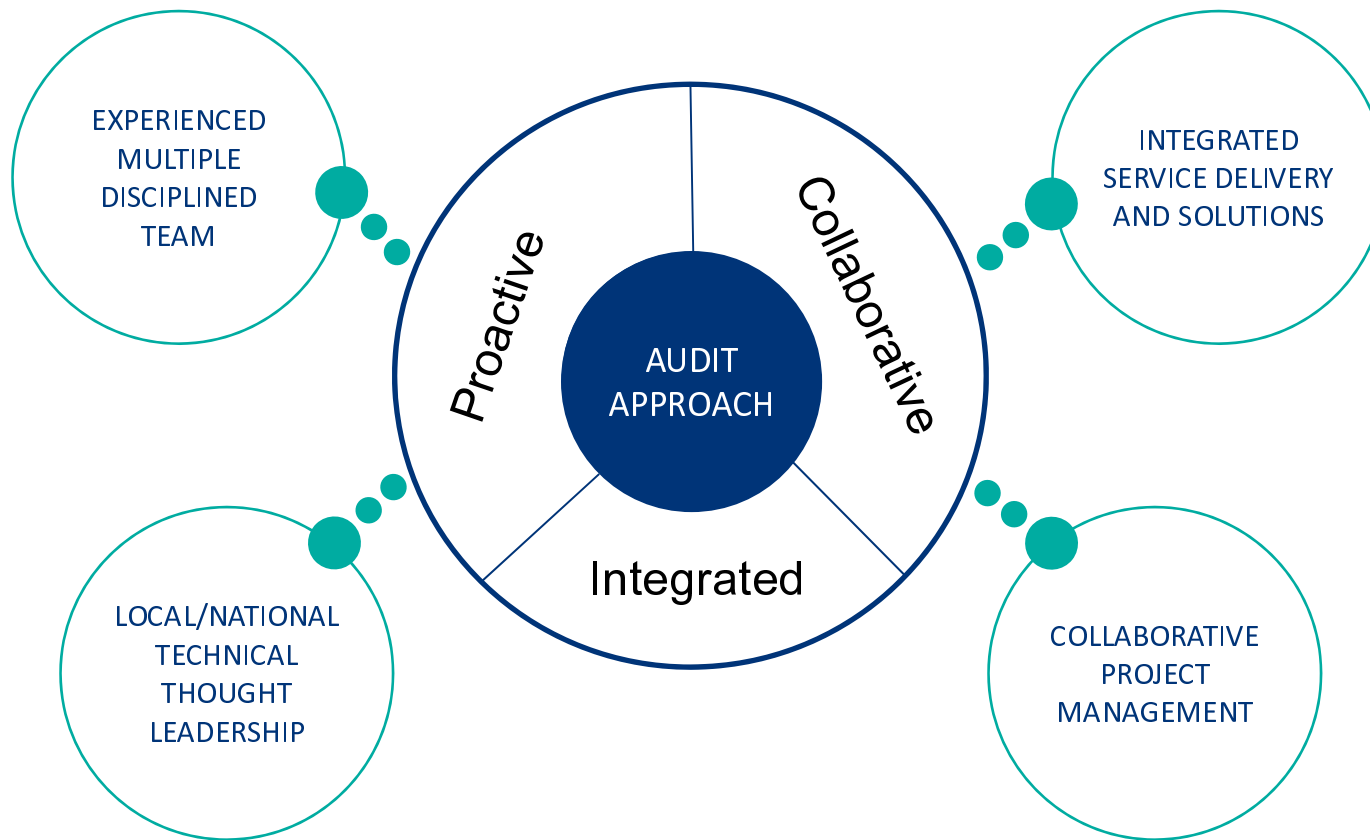 EXPERIENCED
MULTIPLE
DISCIPLINED
TEAM
INTEGRATED
SERVICE DELIVERY
AND SOLUTIONS
Proactive
Collaborative
Integrated
AUDIT
APPROACH
LOCAL/NATIONAL
TECHNICAL
THOUGHT
LEADERSHIP
COLLABORATIVE
PROJECT
MANAGEMENT